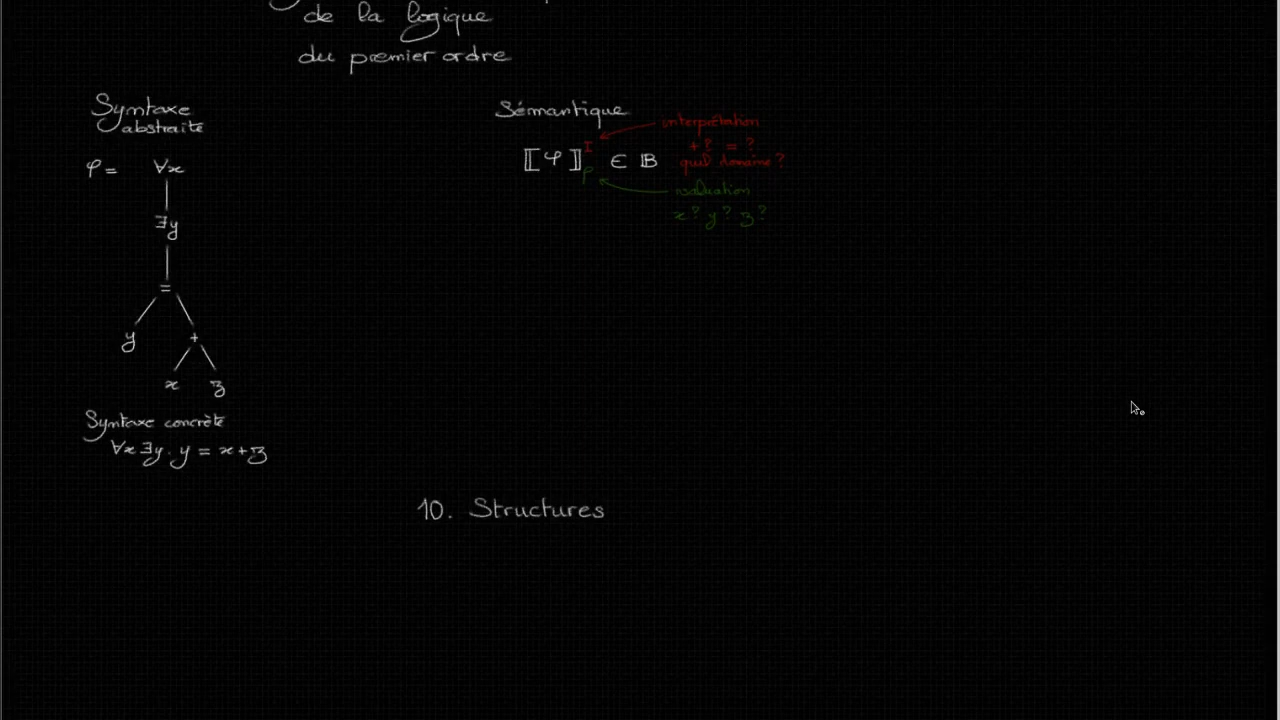 de la logique
du premier ordre
Syntaxe
abstraite
φ = ∀x
∃y
=
y +
x z
Syntaxe concrète
∀x ∃y. y = x + z
Sémantique
⟦φ⟧ I ρ ∈ 𝔹
interprétation
+? =?
quel domaine?
valuation
x? y? z?
10. Structures